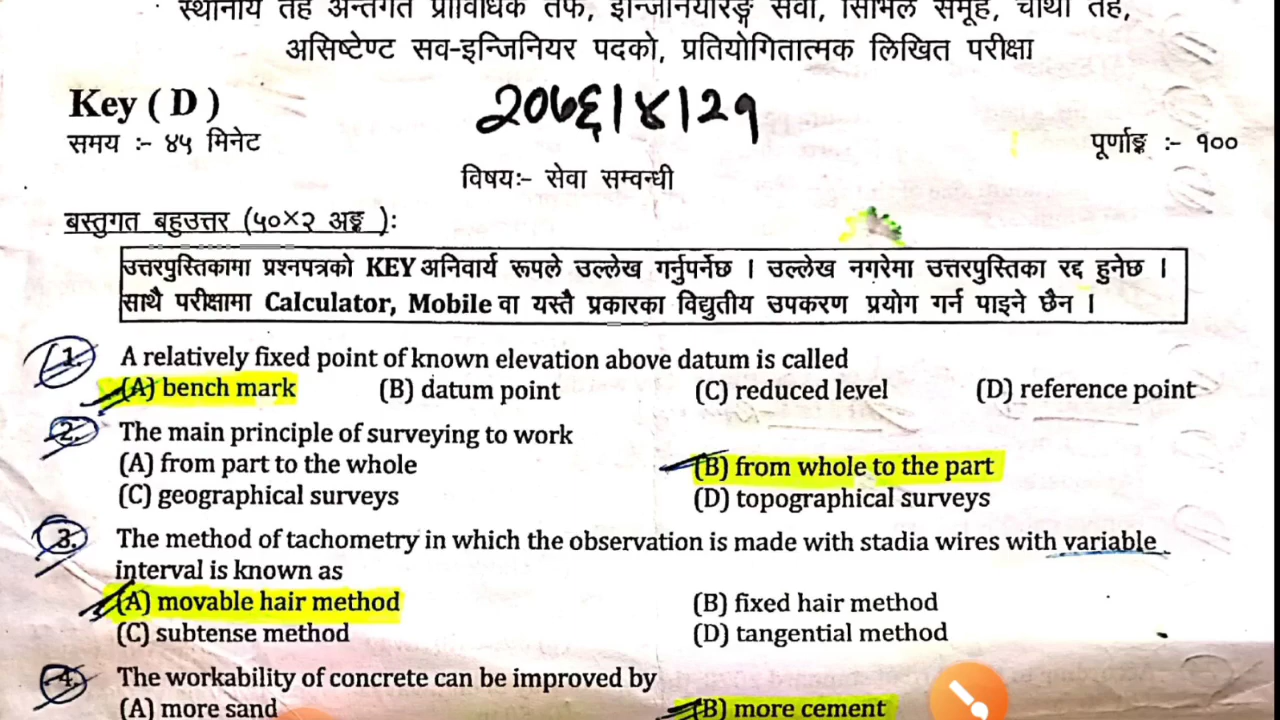 स्थानीय तह अन्तर्गत प्राविधिक तर्फ, इन्जिनियरिङ्ग सेवा, सिभिल समूह, चौथो तह,
असिष्टेण्ट सव-इन्जिनियर पदको, प्रतियोगितात्मक लिखित परीक्षा
Key ( D )
२०७६।४।२१
समय :- ४५ मिनेट
पूर्णाङ्क :- १००
विषयः- सेवा सम्वन्धी
बस्तुगत बहुउत्तर (५०×२ अङ्क ):
उत्तरपुस्तिकामा प्रश्नपत्रको KEY अनिवार्य रूपले उल्लेख गर्नुपर्नेछ । उल्लेख नगरेमा उत्तरपुस्तिका रद्द हुनेछ ।
साथै परीक्षामा Calculator, Mobile वा यस्तै प्रकारका विद्युतीय उपकरण प्रयोग गर्न पाइने छैन ।
1. A relatively fixed point of known elevation above datum is called
(A) bench mark (B) datum point (C) reduced level (D) reference point
2. The main principle of surveying to work
(A) from part to the whole (B) from whole to the part
(C) geographical surveys (D) topographical surveys
3. The method of tachometry in which the observation is made with stadia wires with variable
interval is known as
(A) movable hair method (B) fixed hair method
(C) subtense method (D) tangential method
4. The workability of concrete can be improved by
(A) more sand (B) more cement